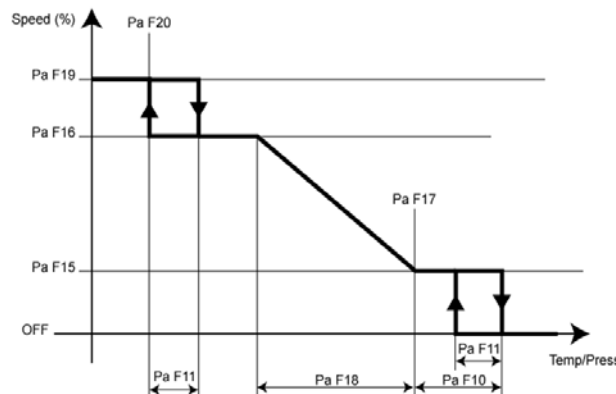 Speed (%)
Pa F20
Pa F19
Pa F16
Pa F17
Pa F15
OFF
Pa F11
Temp/Press
Pa F11
Pa F18
Pa F10